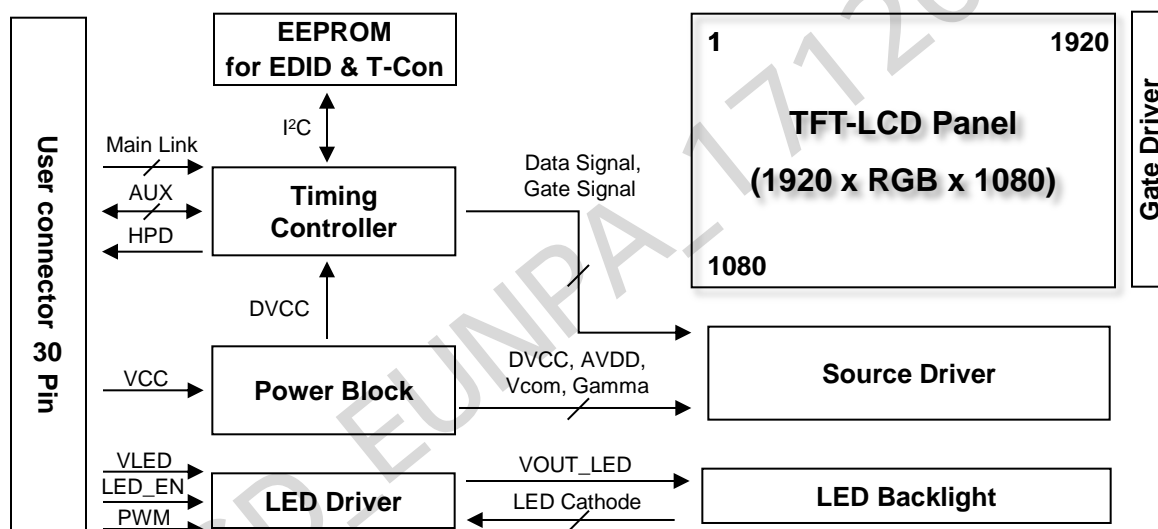 EEPROM
for EDID & T-Con
I²C
User connector 30 Pin
Main Link
AUX
HPD
Timing
Controller
DVCC
VCC
Power Block
VLED
LED_EN
PWM
LED Driver
Data Signal,
Gate Signal
DVCC, AVDD,
Vcom, Gamma
VOUT_LED
LED Cathode
1
1920
TFT-LCD Panel
(1920 x RGB x 1080)
1080
Gate Driver
Source Driver
LED Backlight